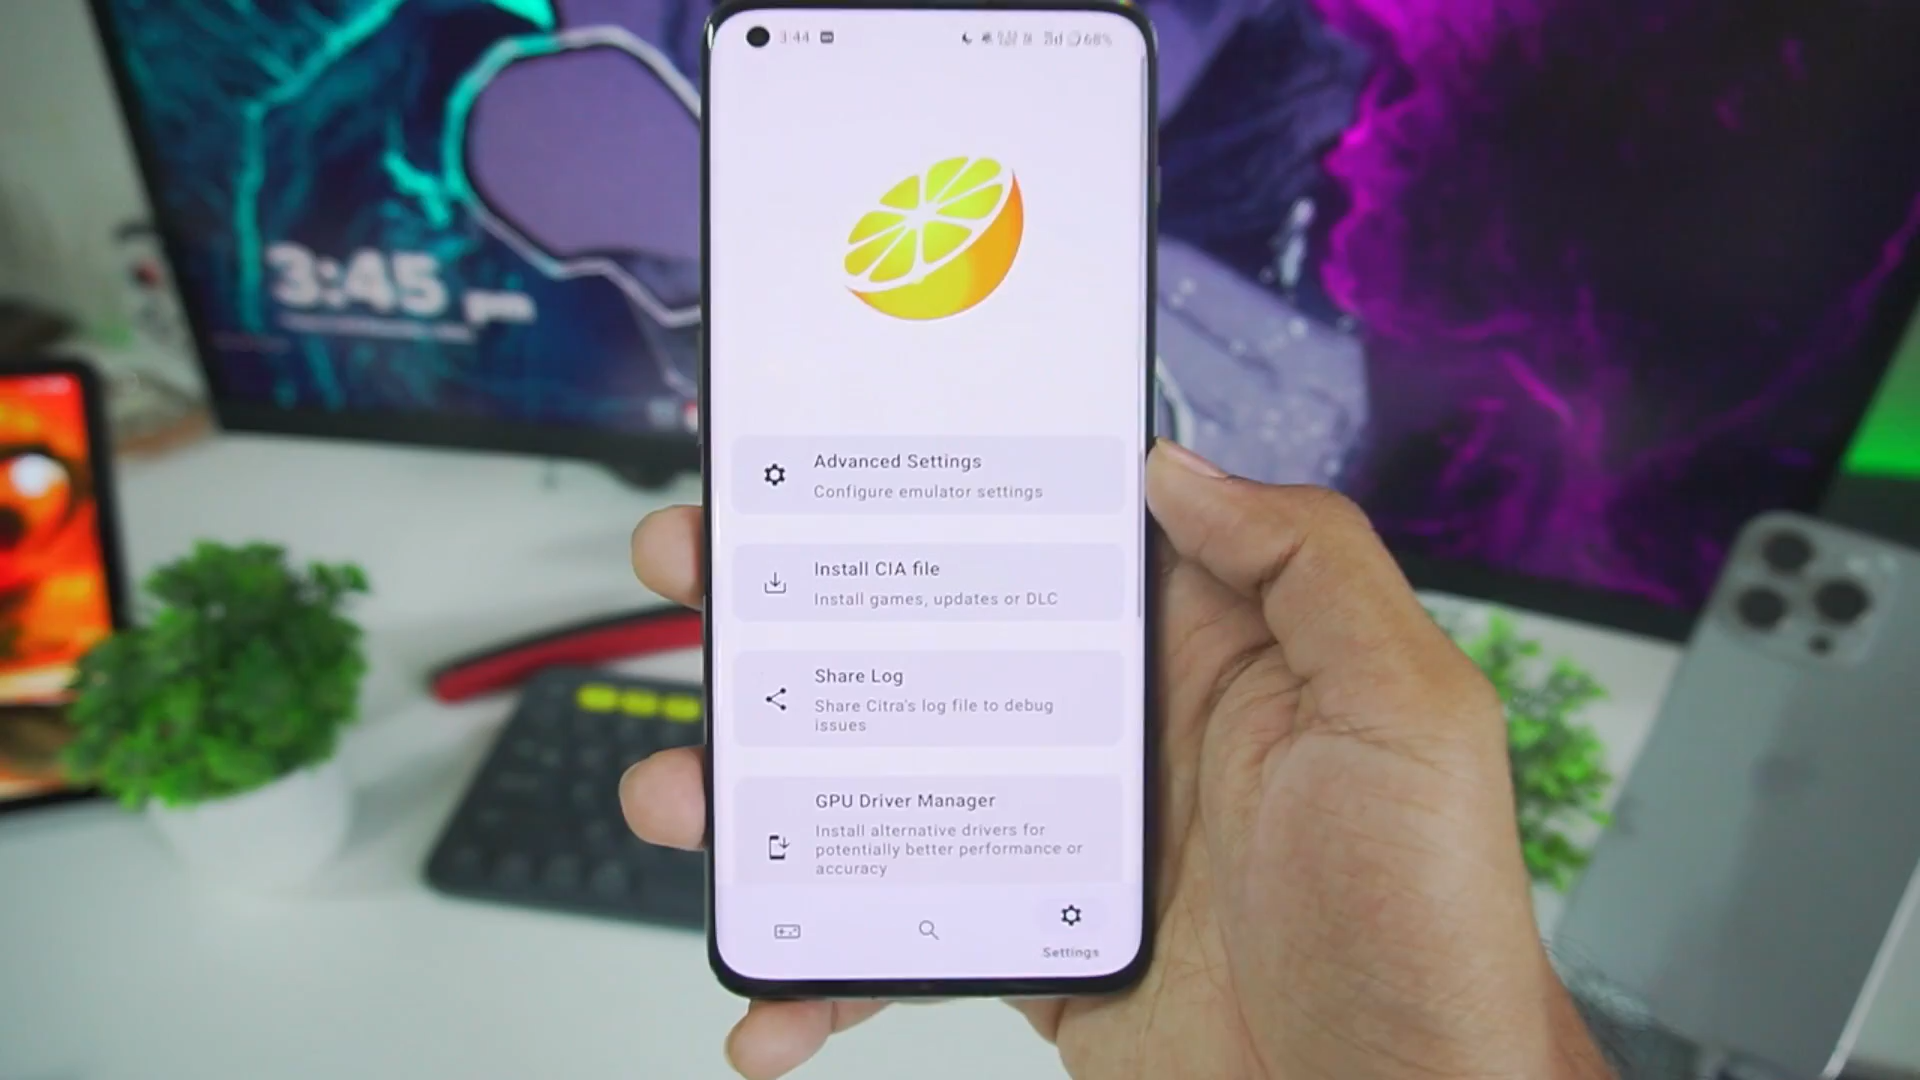 3:44
68%
3:45 pm
Advanced Settings
Configure emulator settings
Install CIA file
Install games, updates or DLC
Share Log
Share Citra's log file to debug
issues
GPU Driver Manager
Install alternative drivers for
potentially better performance or
accuracy
Settings